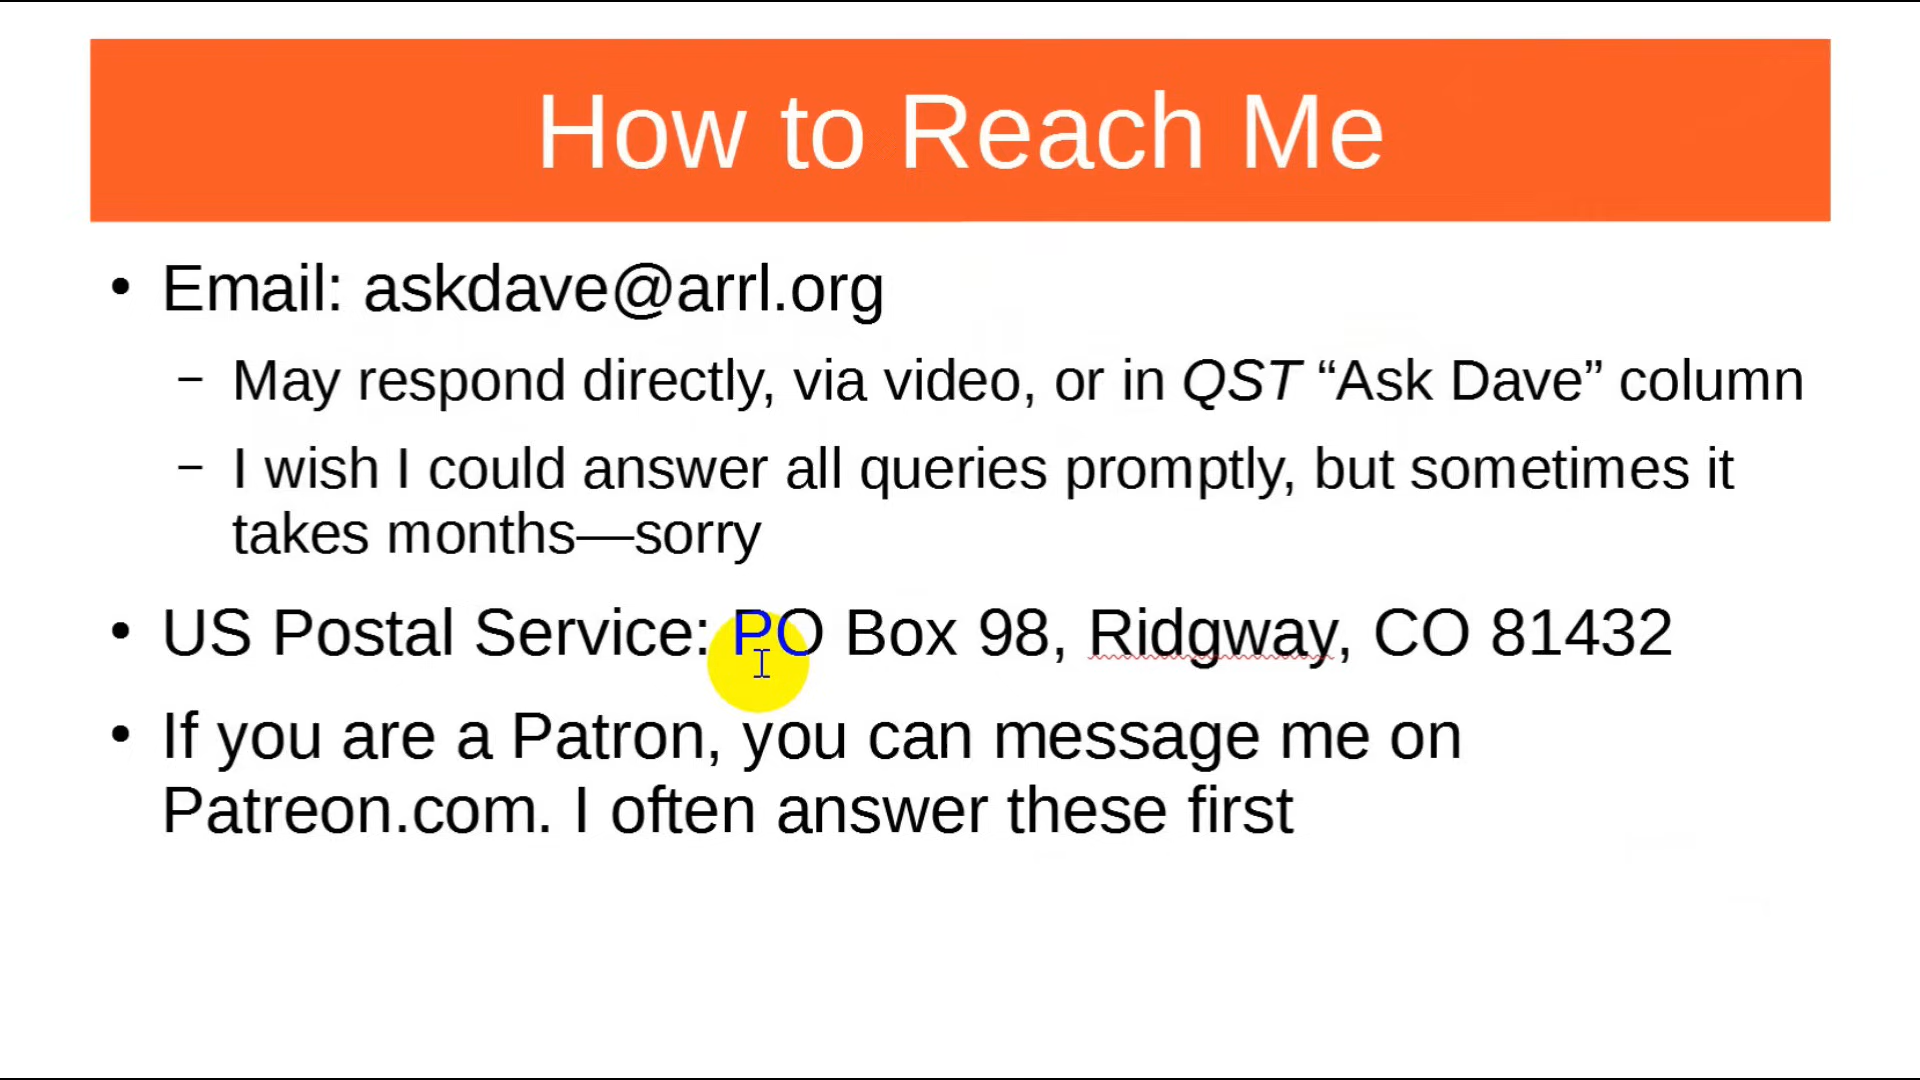 How to Reach Me
• Email: askdave@arrl.org
– May respond directly, via video, or in QST “Ask Dave” column
– I wish I could answer all queries promptly, but sometimes it
takes months—sorry
• US Postal Service: PO Box 98, Ridgway, CO 81432
• If you are a Patron, you can message me on
Patreon.com. I often answer these first